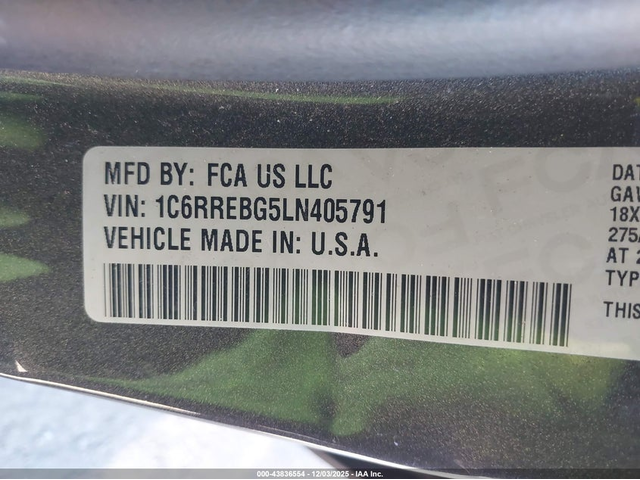 MFD BY: FCA US LLC
VIN: 1C6RREBG5LN405791
VEHICLE MADE IN: U.S.A.
DAT
GAV
18X
275/
AT 2
TYP
THIS
000-43836554 - 12/03/2025 - IAA Inc.